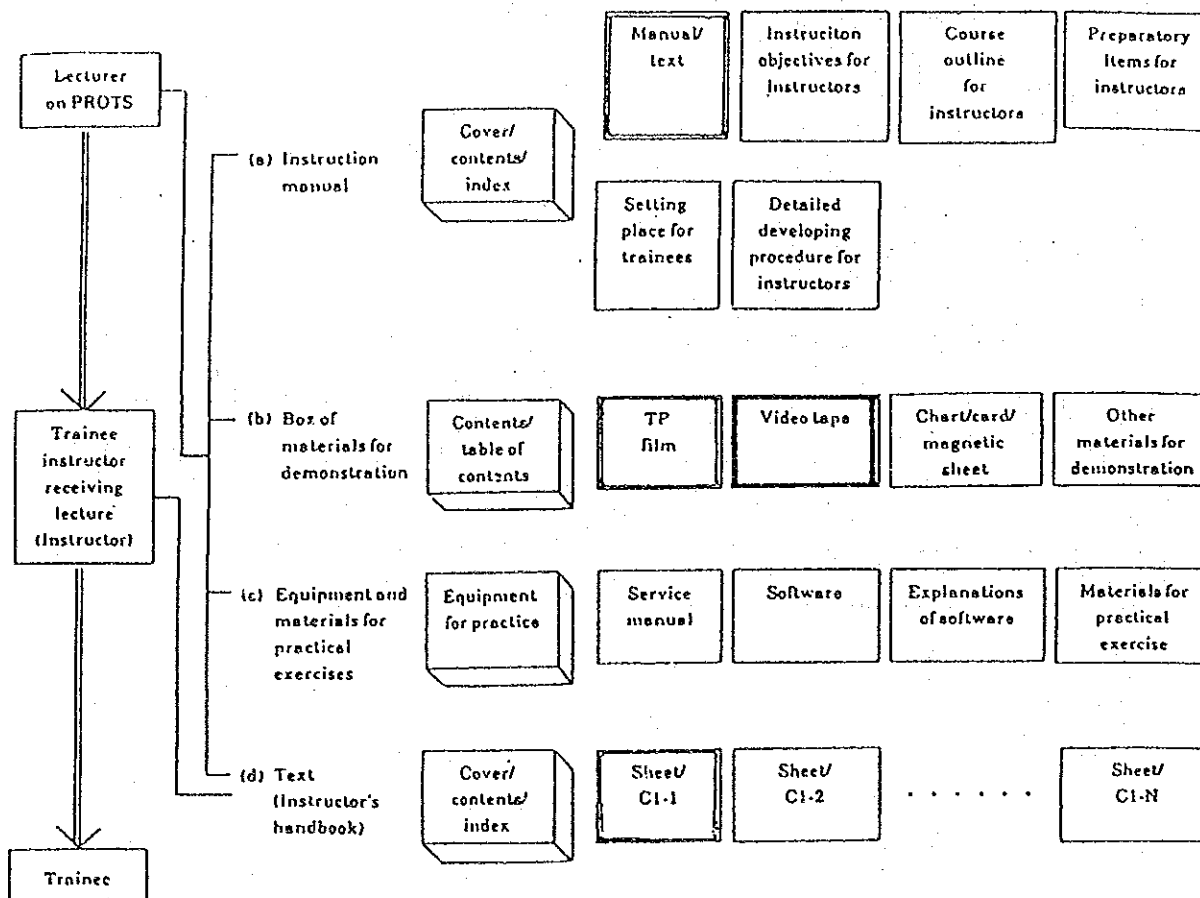 Lecturer
on PROTS
Trainee
instructor
receiving
lecture
(Instructor)
Trainee
(a) Instruction
manual
Cover/
contents/
index
Manual/
text
Instruciton
objectives for
Instructors
Course
outline
for
instructors
Preparatory
Items for
instructors
Setting
place for
trainees
Detailed
developing
procedure for
instructors
(b) Box of
materials for
demonstration
Contents/
table of
contents
TP
film
Video tape
Chart/card/
magnetic
sheet
Other
materials for
demonstration
(c) Equipment and
materials for
practical
exercises
Equipment
for practice
Service
manual
Software
Explanations
of software
Materials for
practical
exercise
(d) Text
(Instructor's
handbook)
Cover/
contents/
index
Sheet/
C1-1
Sheet/
C1-2
. . . . . .
Sheet/
C1-N